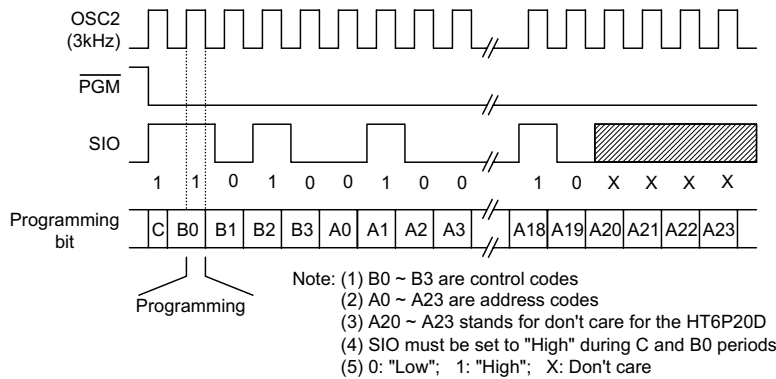 OSC2
(3kHz)
PGM
SIO
1 1 0 1 0 0 1 0 0 1 0 X X X X
Programming
bit
C B0 B1 B2 B3 A0 A1 A2 A3 A18 A19 A20 A21 A22 A23
Programming
Note: (1) B0 ~ B3 are control codes
(2) A0 ~ A23 are address codes
(3) A20 ~ A23 stands for don't care for the HT6P20D
(4) SIO must be set to "High" during C and B0 periods
(5) 0: "Low"; 1: "High"; X: Don't care